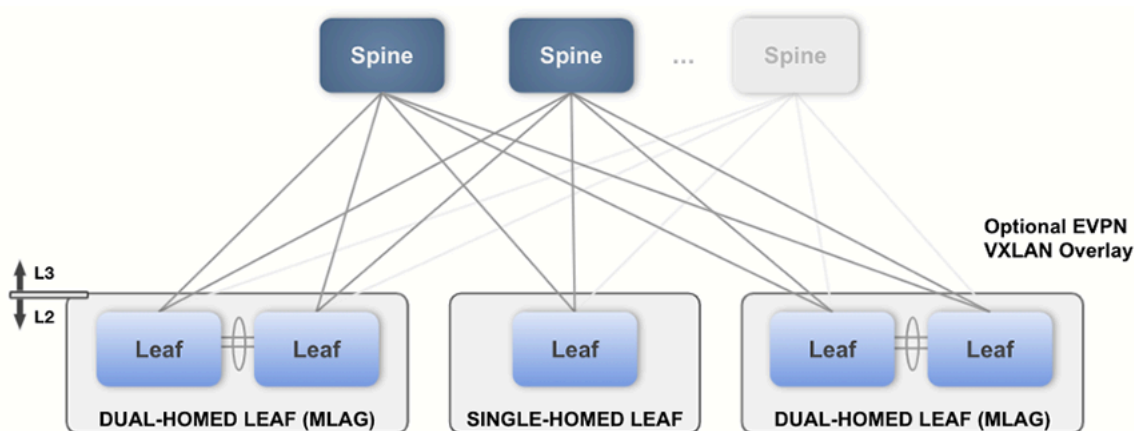 Spine
Spine
...
Spine
Optional EVPN
VXLAN Overlay
L3
L2
Leaf
Leaf
Leaf
Leaf
Leaf
DUAL-HOMED LEAF (MLAG)
SINGLE-HOMED LEAF
DUAL-HOMED LEAF (MLAG)